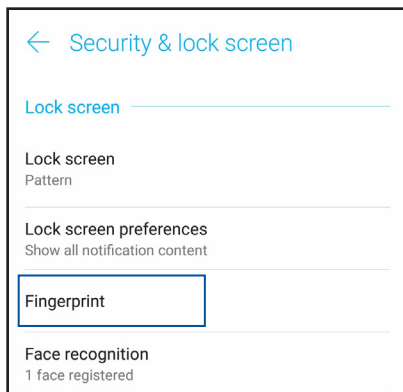 Security & lock screen
Lock screen
Lock screen
Pattern
Lock screen preferences
Show all notification content
Fingerprint
Face recognition
1 face registered